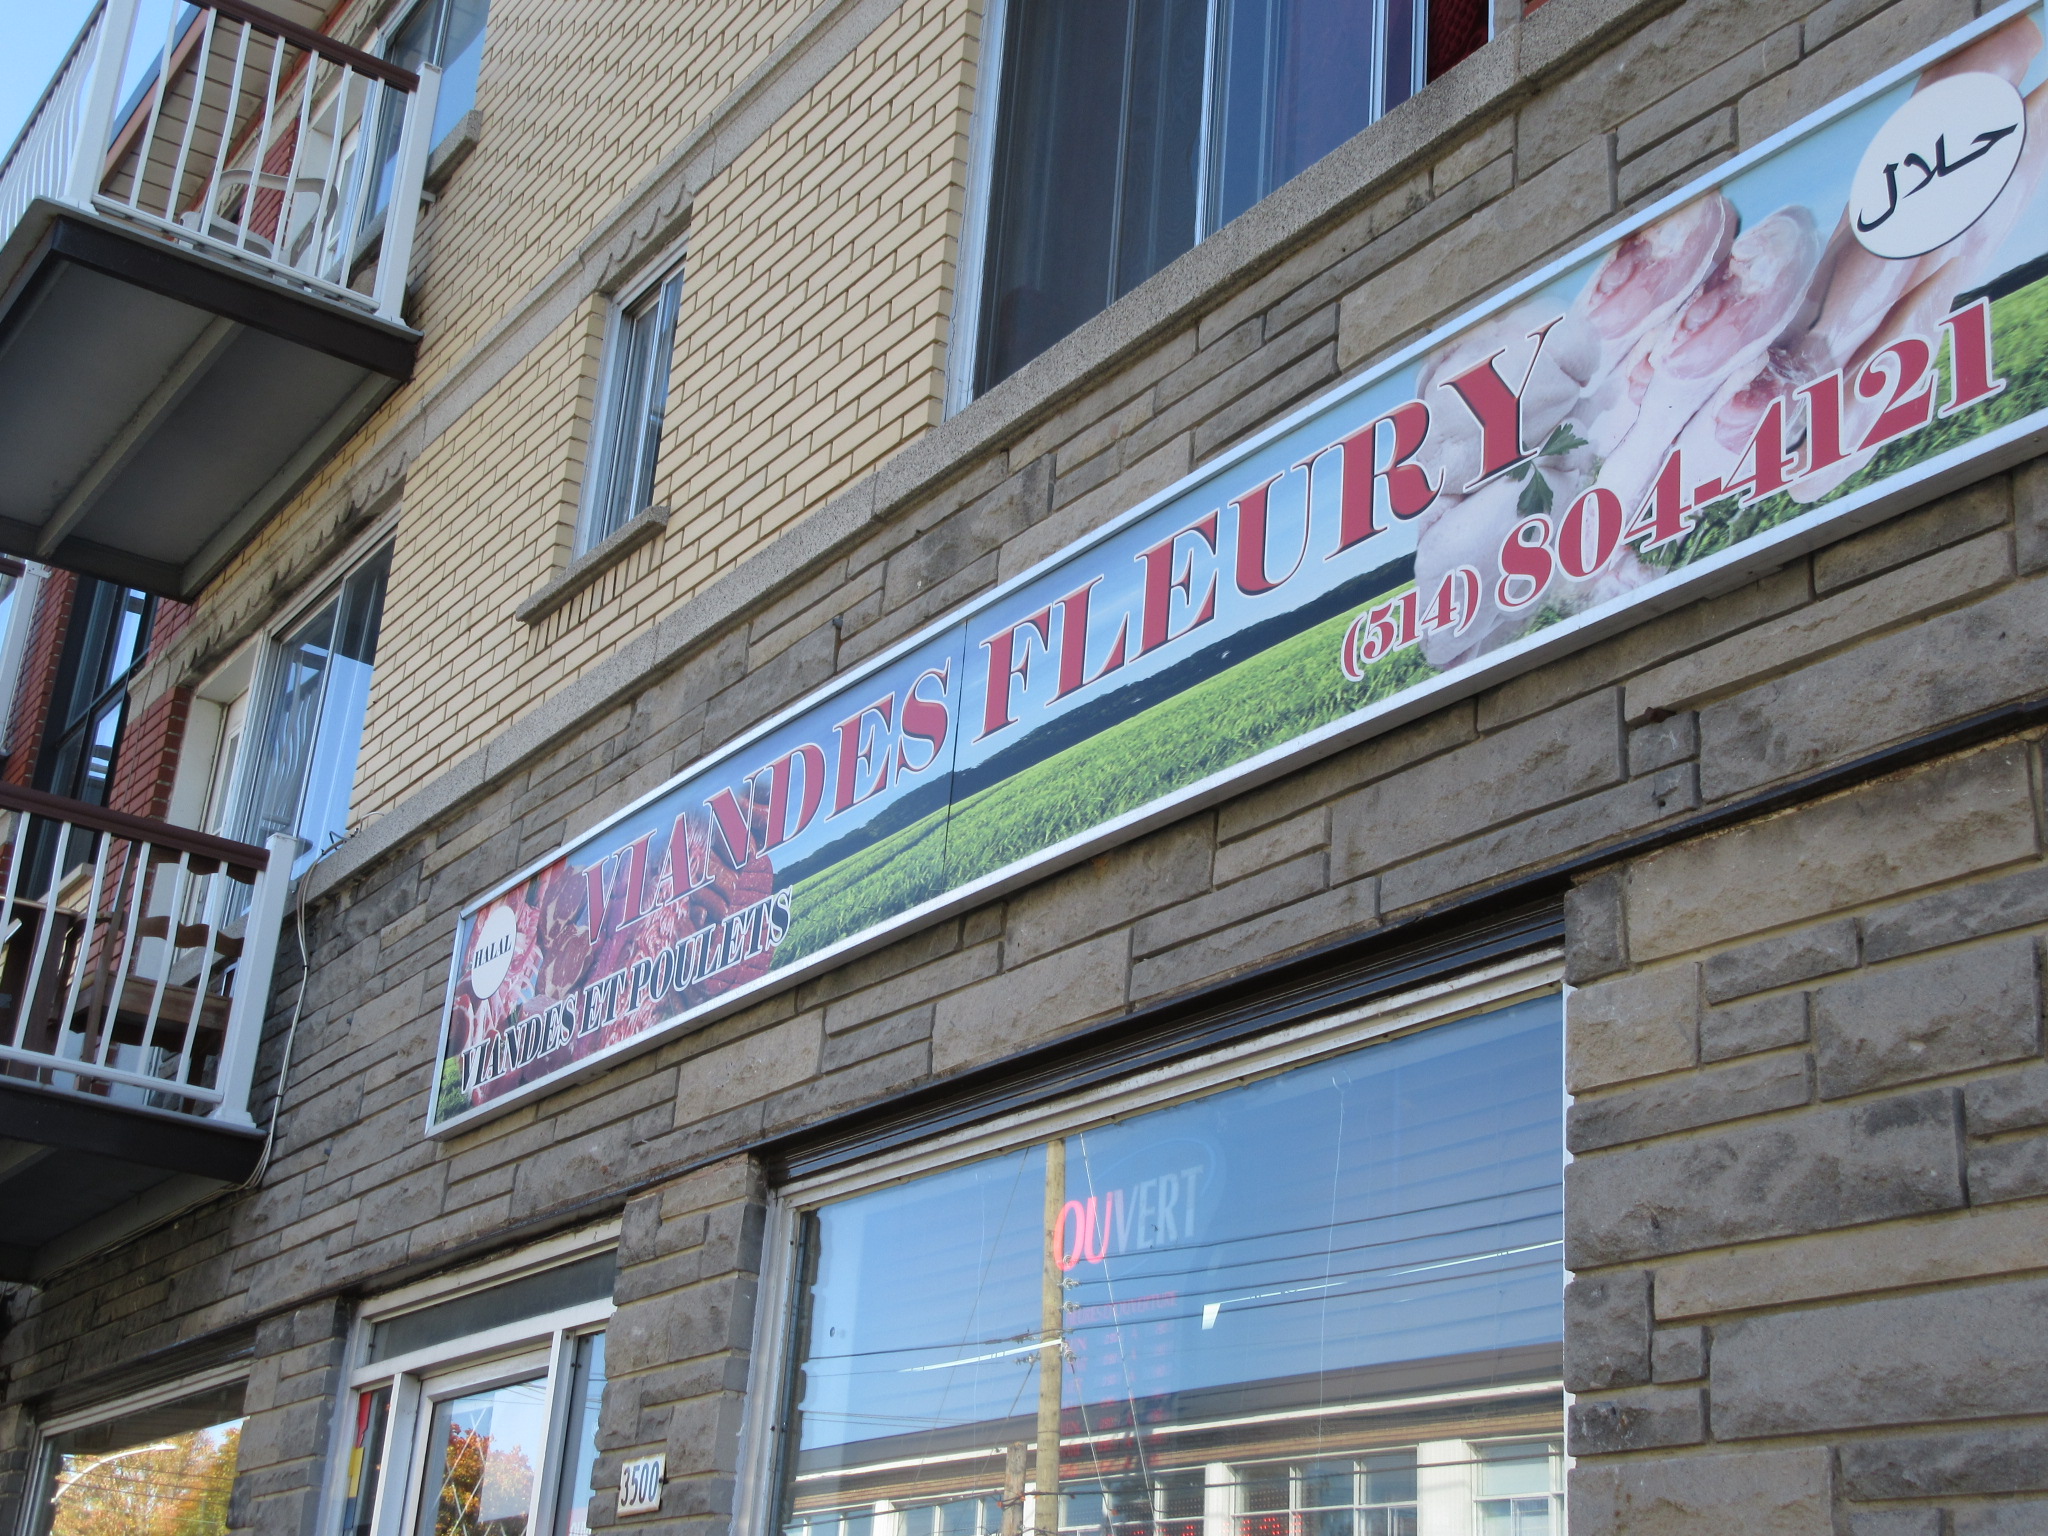 HALAL
VIANDES FLEURY
حلال
VIANDES ET POULETS
(514) 804-4121
OUVERT
3500